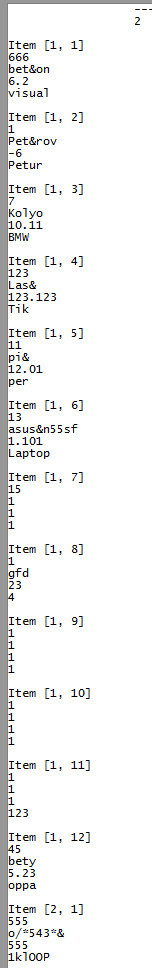 ---
2
Item [1, 1]
666
bet&on
6.2
visual
Item [1, 2]
1
Pet&rov
-6
Petur
Item [1, 3]
7
Kolyo
10.11
BMW
Item [1, 4]
123
Las&
123.123
Tik
Item [1, 5]
11
pi&
12.01
per
Item [1, 6]
13
asus&n55sf
1.101
Laptop
Item [1, 7]
15
1
1
1
Item [1, 8]
1
gfd
23
4
Item [1, 9]
1
1
1
1
Item [1, 10]
1
1
1
1
Item [1, 11]
1
1
1
123
Item [1, 12]
45
bety
5.23
oppa
Item [2, 1]
555
o/*543*&
555
1klOOP